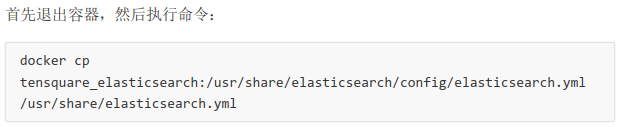 首先退出容器，然后执行命令：
docker cp
tensquare_elasticsearch:/usr/share/elasticsearch/config/elasticsearch.yml
/usr/share/elasticsearch.yml